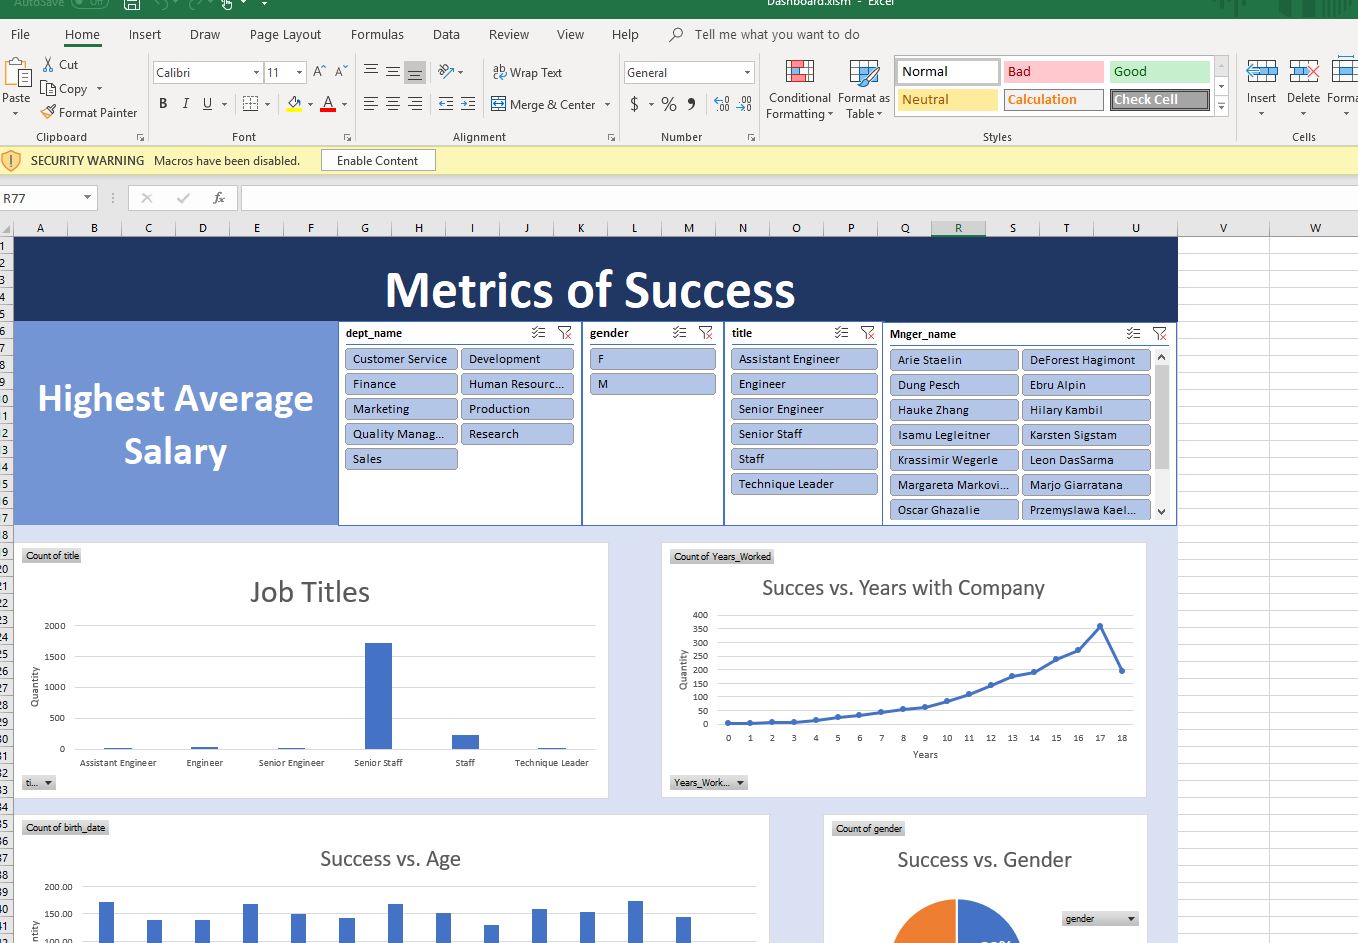 AutoSave Off Dashboard.xlsm - Excel
File Home Insert Draw Page Layout Formulas Data Review View Help Tell me what you want to do
Paste
Cut
Copy
Format Painter
Clipboard
Calibri 11 A A
B I U A
Font
ab Wrap Text
Merge & Center
Alignment
General
$ % 9 .00 .00
Number
Conditional Formatting
Format as Table
Normal Bad Good
Neutral Calculation Check Cell
Styles
Insert Delete Forma
Cells
! SECURITY WARNING Macros have been disabled. Enable Content
R77 fx
A B C D E F G H I J K L M N O P Q R S T U V W
Metrics of Success
Highest Average
Salary
dept_name
Customer Service Development
Finance Human Resourc...
Marketing Production
Quality Manag... Research
Sales
gender
F
M
title
Assistant Engineer
Engineer
Senior Engineer
Senior Staff
Staff
Technique Leader
Mnger_name
Arie Staelin DeForest Hagimont
Dung Pesch Ebru Alpin
Hauke Zhang Hilary Kambil
Isamu Legleitner Karsten Sigstam
Krassimir Wegerle Leon DasSarma
Margareta Markovi... Marjo Giarratana
Oscar Ghazalie Przemyslawa Kael...
Count of title
Job Titles
2000
1500
1000
500
0
Quantity
Assistant Engineer Engineer Senior Engineer Senior Staff Staff Technique Leader
ti...
Count of Years_Worked
Succes vs. Years with Company
400
350
300
250
200
150
100
50
0
Quantity
0 1 2 3 4 5 6 7 8 9 10 11 12 13 14 15 16 17 18
Years
Years_Work...
Count of birth_date
Success vs. Age
200.00
150.00
100.00
Count of gender
Success vs. Gender
gender